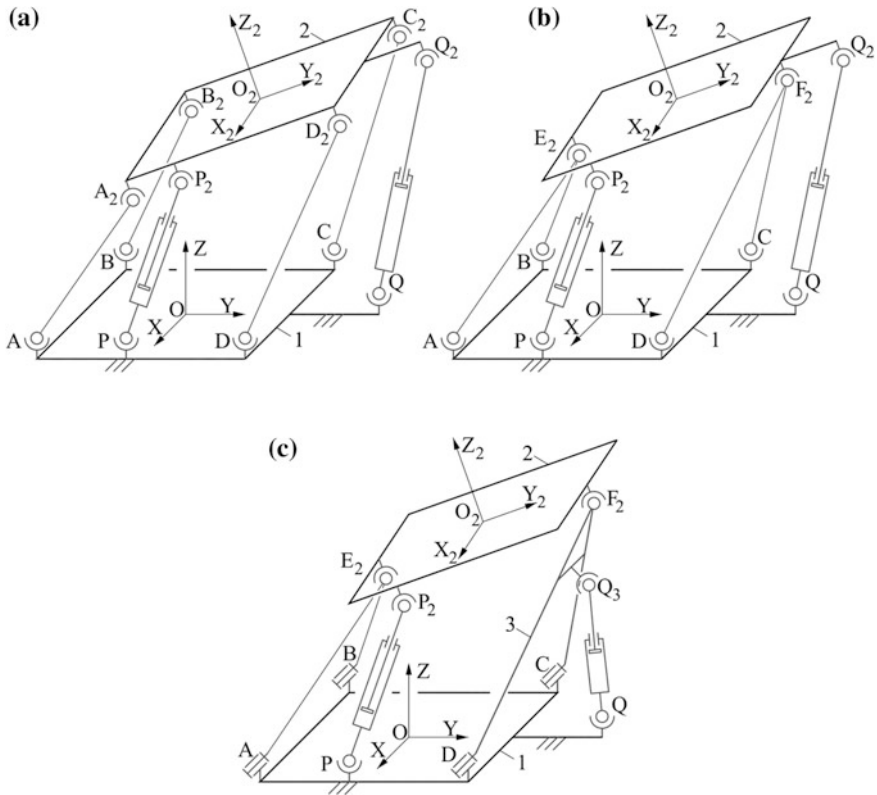 (a)
Z₂
2
C₂
Q₂
Y₂
O₂
B₂
X₂
D₂
A₂
P₂
B
Z
C
Q
O
Y
A
X
P
D
1
(b)
Z₂
2
Q₂
Y₂
F₂
O₂
X₂
E₂
P₂
B
Z
C
Q
O
Y
A
X
P
D
1
(c)
Z₂
2
F₂
Y₂
O₂
X₂
E₂
P₂
Q₃
3
B
Z
C
Q
O
Y
A
X
P
D
1